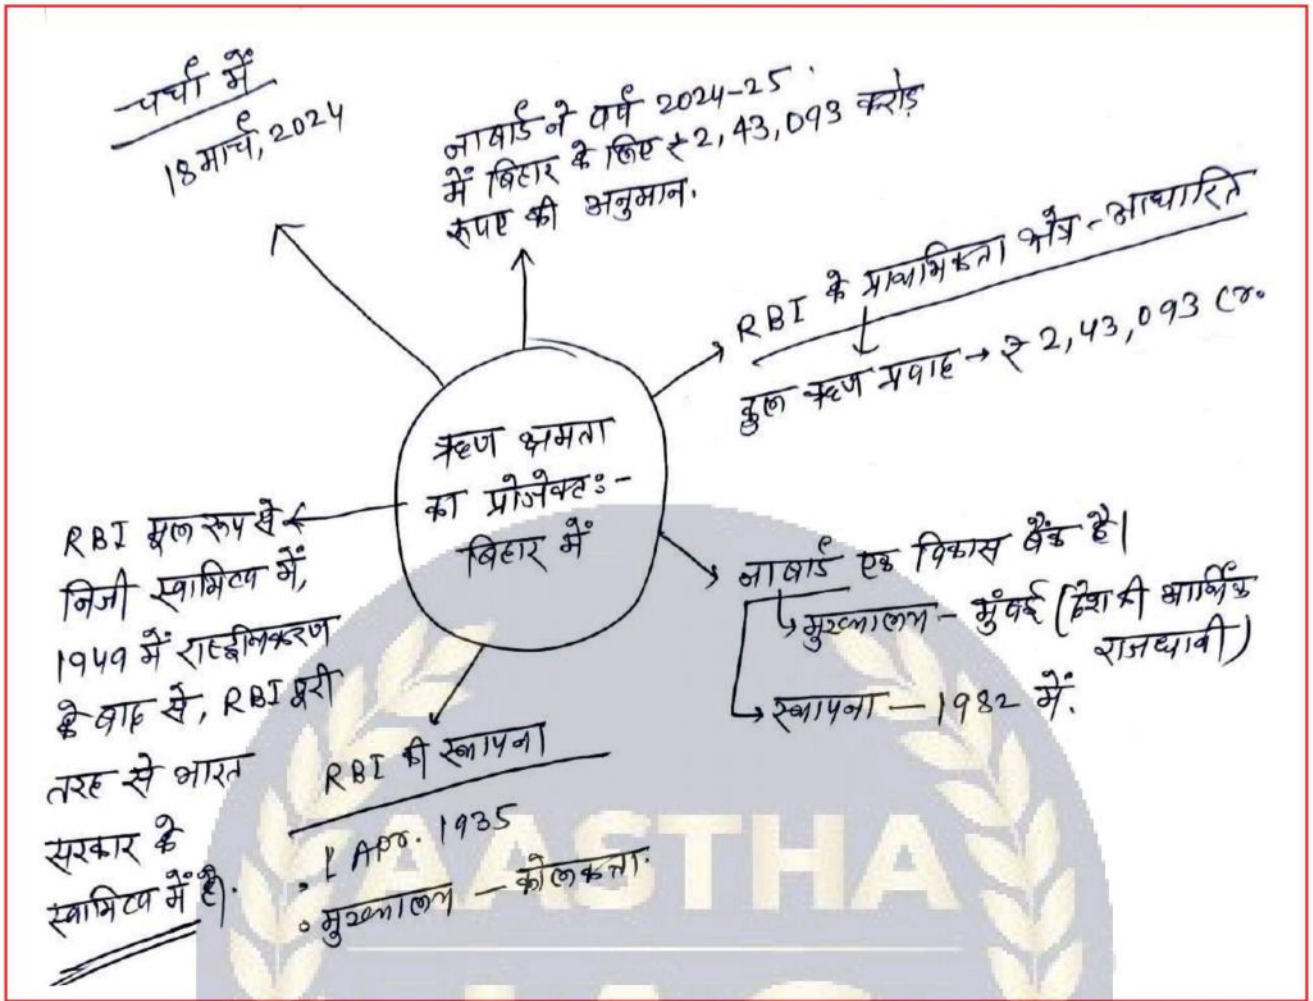 चर्चा में
18 मार्च, 2024
नाबार्ड ने वर्ष 2024-25
में बिहार के लिए ₹2,43,093 करोड़
रूपए की अनुमान.
RBI के प्राथमिकता क्षेत्र-आधारित
कुल ऋण प्रवाह → ₹ 2,43,093 Cr.
ऋण क्षमता
का प्रोजेक्ट:-
बिहार में
नाबार्ड एक विकास बैंक है।
मुख्यालय - मुंबई (देश की आर्थिक
राजधानी)
स्थापना - 1982 में.
RBI मूल रूप से
निजी स्वामित्व में,
1949 में राष्ट्रीयकरण
के बाद से, RBI पूरी
तरह से भारत
सरकार के
स्वामित्व में है।
RBI की स्थापना
1 Apr. 1935
मुख्यालय - कोलकत्ता.
AASTHA
IAS